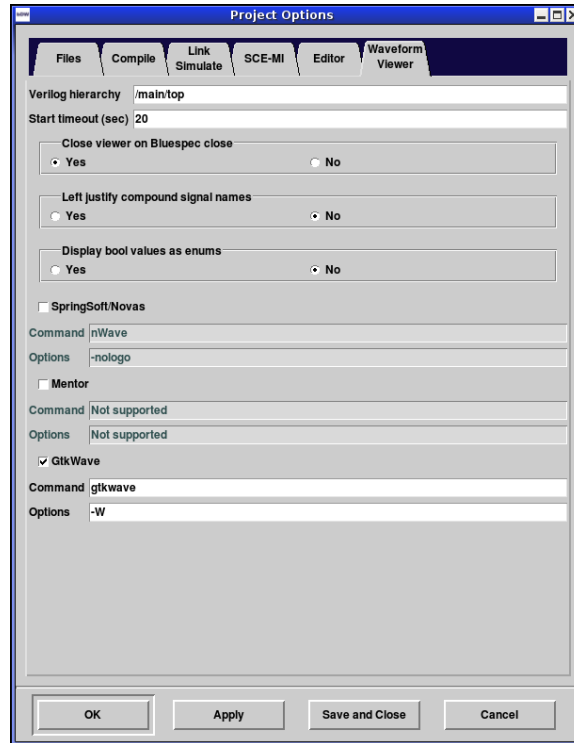 Project Options
Files Compile Link Simulate SCE-MI Editor Waveform Viewer
Verilog hierarchy /main/top
Start timeout (sec) 20
Close viewer on Bluespec close
Yes No
Left justify compound signal names
Yes No
Display bool values as enums
Yes No
SpringSoft/Novas
Command nWave
Options -nologo
Mentor
Command Not supported
Options Not supported
GtkWave
Command gtkwave
Options -W
OK Apply Save and Close Cancel